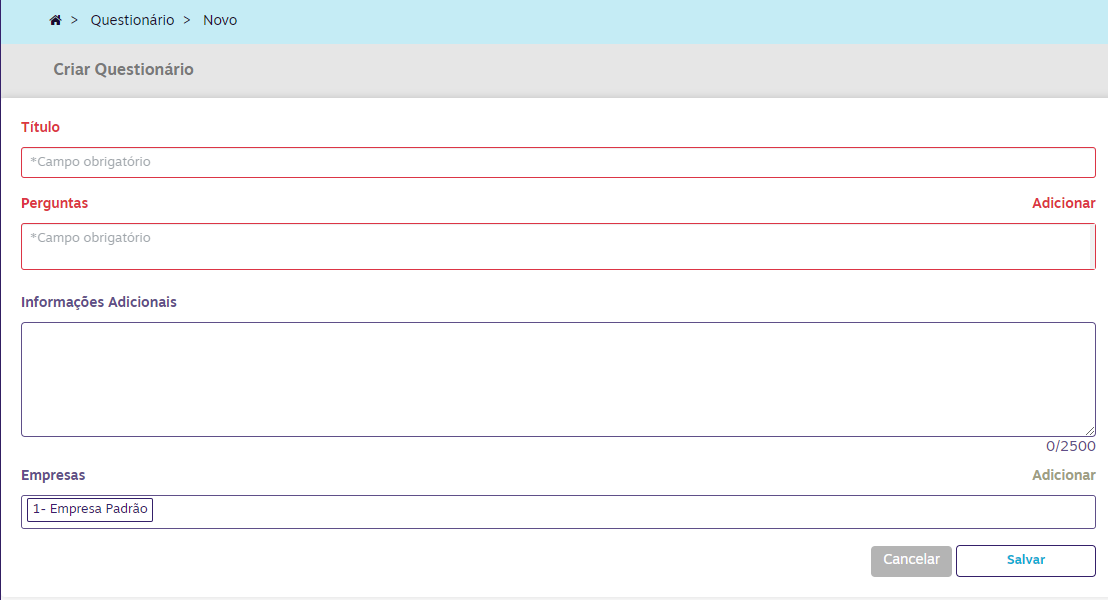 > Questionário > Novo
Criar Questionário
Título
*Campo obrigatório
Perguntas Adicionar
*Campo obrigatório
Informações Adicionais
0/2500
Empresas Adicionar
1- Empresa Padrão
Cancelar Salvar